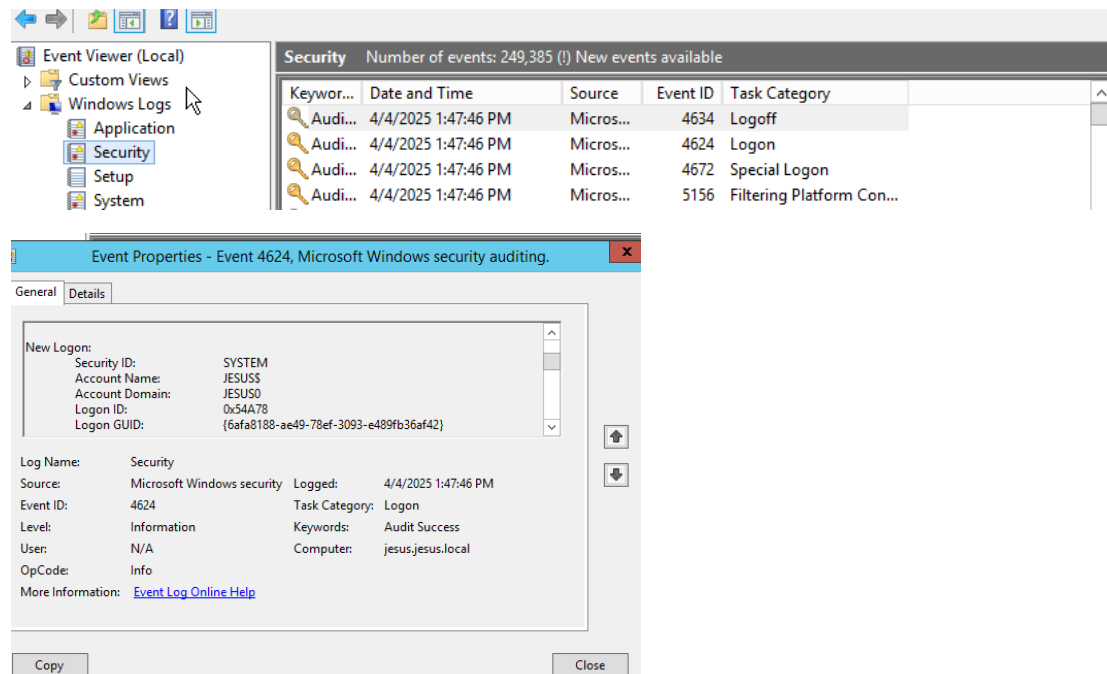 Event Viewer (Local)
Custom Views
Windows Logs
Application
Security
Setup
System
Security Number of events: 249,385 (!) New events available
Keywor... Date and Time Source Event ID Task Category
Audi... 4/4/2025 1:47:46 PM Micros... 4634 Logoff
Audi... 4/4/2025 1:47:46 PM Micros... 4624 Logon
Audi... 4/4/2025 1:47:46 PM Micros... 4672 Special Logon
Audi... 4/4/2025 1:47:46 PM Micros... 5156 Filtering Platform Con...
Event Properties - Event 4624, Microsoft Windows security auditing.
x
General Details
New Logon:
Security ID: SYSTEM
Account Name: JESUS$
Account Domain: JESUS0
Logon ID: 0x54A78
Logon GUID: {6afa8188-ae49-78ef-3093-e489fb36af42}
Log Name: Security
Source: Microsoft Windows security Logged: 4/4/2025 1:47:46 PM
Event ID: 4624 Task Category: Logon
Level: Information Keywords: Audit Success
User: N/A Computer: jesus.jesus.local
OpCode: Info
More Information: Event Log Online Help
Copy Close